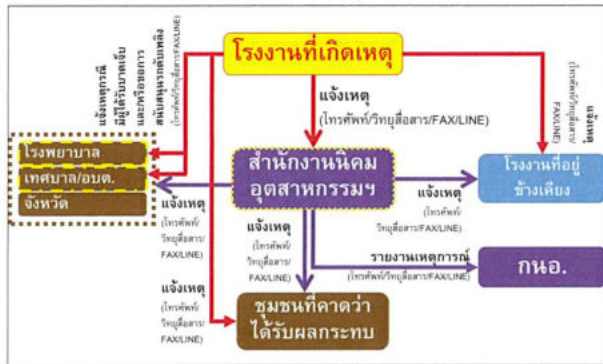 โรงงานที่เกิดเหตุ
แจ้งเหตุกรณี
มีผู้ได้รับบาดเจ็บ
และ/หรือขอการ
สนับสนุนรถดับเพลิง
(โทรศัพท์/วิทยุสื่อสาร/FAX/LINE)
แจ้งเหตุ
(โทรศัพท์/วิทยุสื่อสาร/FAX/LINE)
แจ้งเหตุ
(โทรศัพท์/วิทยุสื่อสาร/
FAX/LINE)
โรงพยาบาล
เทศบาล/อบต.
จังหวัด
สำนักงานนิคม
อุตสาหกรรมฯ
โรงงานที่อยู่
ข้างเคียง
แจ้งเหตุ
(โทรศัพท์/
วิทยุสื่อสาร/
FAX/LINE)
แจ้งเหตุ
(โทรศัพท์/
วิทยุสื่อสาร/
FAX/LINE)
แจ้งเหตุ
(โทรศัพท์/
วิทยุสื่อสาร/FAX/LINE)
รายงานเหตุการณ์
(โทรศัพท์/วิทยุสื่อสาร/FAX/LINE)
กนอ.
แจ้งเหตุ
(โทรศัพท์/
วิทยุสื่อสาร/
FAX/LINE)
ชุมชนที่คาดว่า
ได้รับผลกระทบ